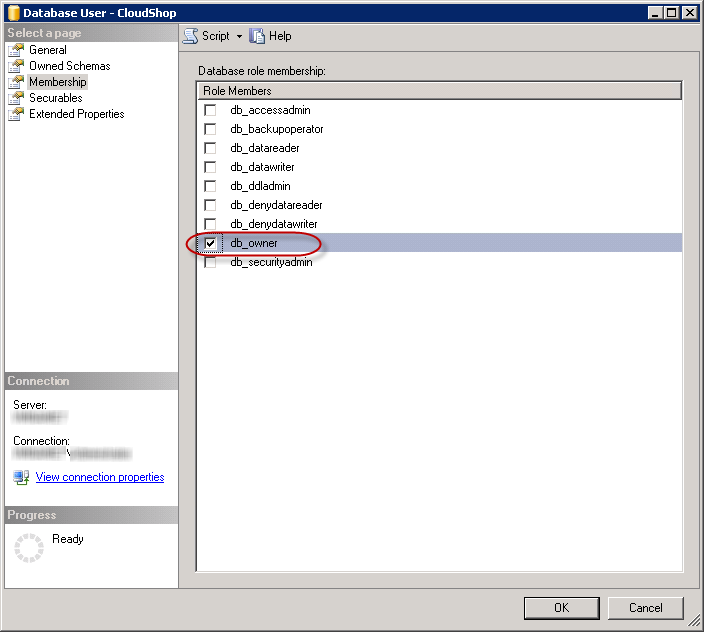 Database User - CloudShop
Select a page
General
Owned Schemas
Membership
Securables
Extended Properties
Script
Help
Database role membership:
Role Members
db_accessadmin
db_backupoperator
db_datareader
db_datawriter
db_ddladmin
db_denydatareader
db_denydatawriter
db_owner
db_securityadmin
Connection
Server:
Connection:
\
View connection properties
Progress
Ready
OK
Cancel